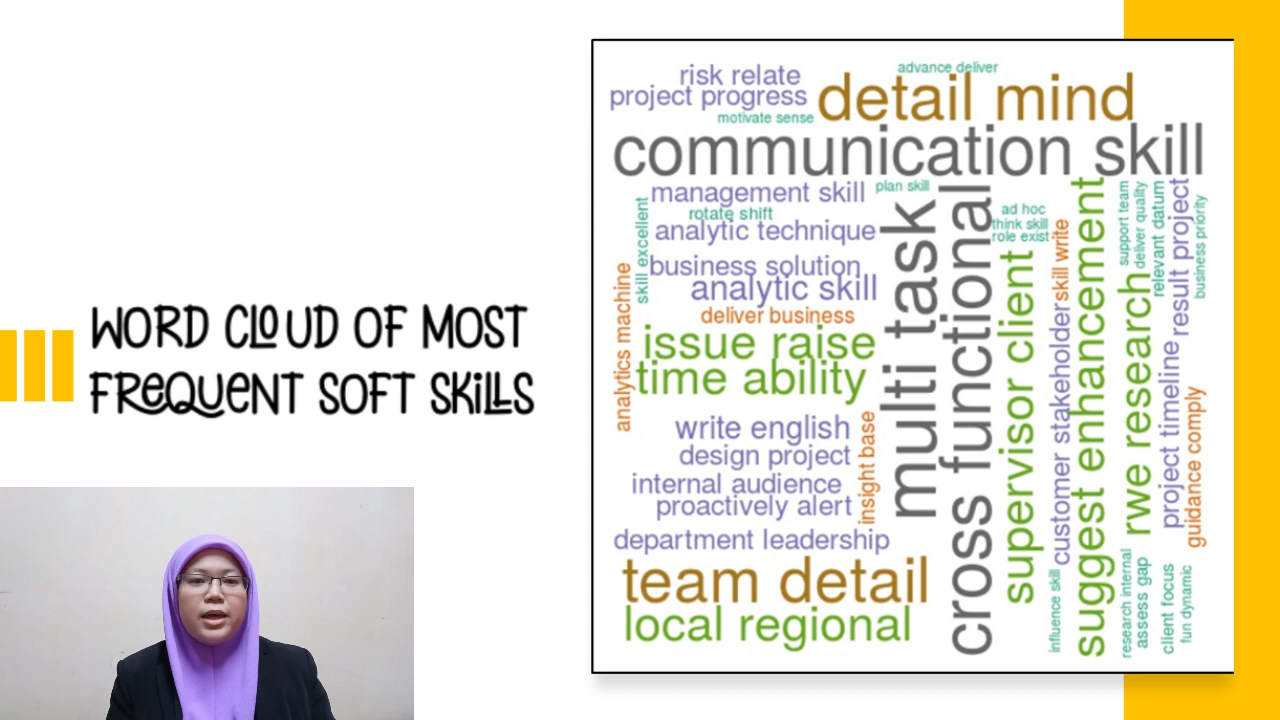 WORD CLOUD OF MOST
FREQUENT SOFT SKILLS
risk relate
advance deliver
project progress
detail mind
motivate sense
communication skill
management skill
plan skill
rotate shift
skill excellent
analytic technique
business solution
analytic skill
deliver business
analytics machine
issue raise
time ability
write english
design project
insight base
internal audience
proactively alert
department leadership
team detail
local regional
multi task
cross functional
ad hoc
think skill
role exist
supervisor client
skill write
customer stakeholder
influence skill
suggest enhancement
support team
deliver quality
relevant datum
result project
business priority
rwe research
project timeline
guidance comply
research internal
assess gap
client focus
fun dynamic